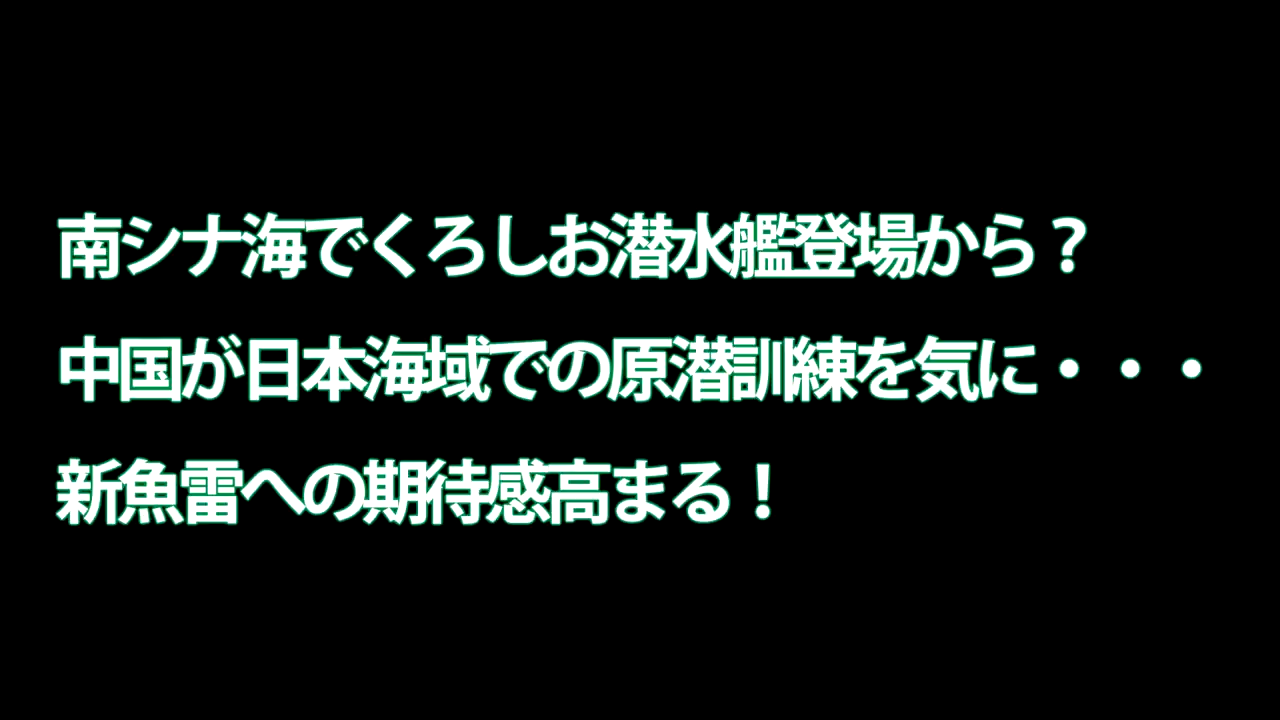 南シナ海でくろしお潜水艦登場から？
中国が日本海域での原潜訓練を気に・・・
新魚雷への期待感高まる！